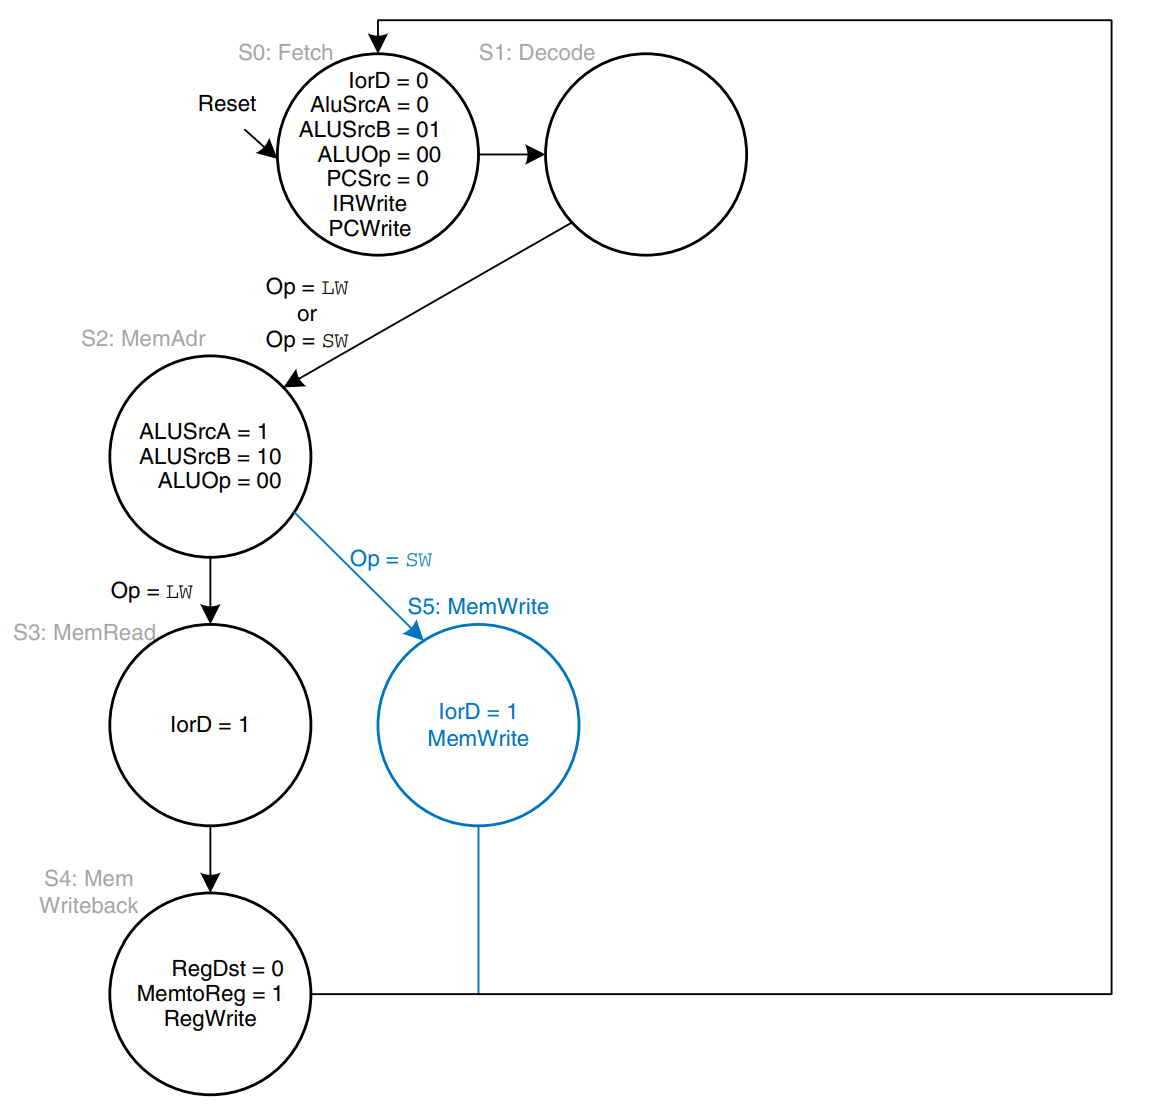 S0: Fetch
S1: Decode
Reset
IorD = 0
AluSrcA = 0
ALUSrcB = 01
ALUOp = 00
PCSrc = 0
IRWrite
PCWrite
Op = LW
or
Op = SW
S2: MemAdr
ALUSrcA = 1
ALUSrcB = 10
ALUOp = 00
Op = SW
Op = LW
S5: MemWrite
S3: MemRead
IorD = 1
IorD = 1
MemWrite
S4: Mem
Writeback
RegDst = 0
MemtoReg = 1
RegWrite